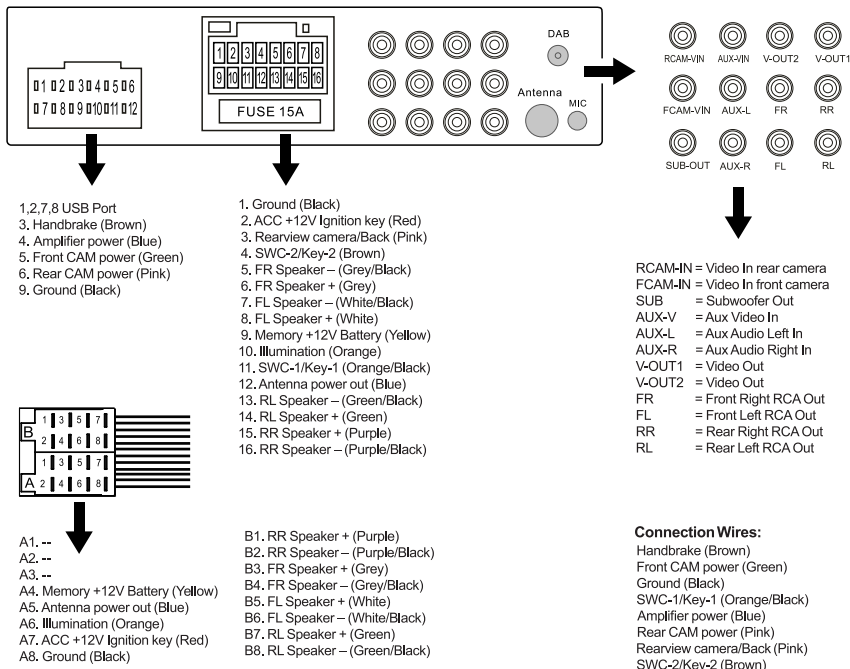 DAB
Antenna
MIC
1 2 3 4 5 6
7 8 9 10 11 12
1 2 3 4 5 6 7 8
9 10 11 12 13 14 15 16
FUSE 15A
RCAM-VIN AUX-VIN V-OUT2 V-OUT1
FCAM-VIN AUX-L FR RR
SUB-OUT AUX-R FL RL
1,2,7,8 USB Port
3. Handbrake (Brown)
4. Amplifier power (Blue)
5. Front CAM power (Green)
6. Rear CAM power (Pink)
9. Ground (Black)
1. Ground (Black)
2. ACC +12V Ignition key (Red)
3. Rearview camera/Back (Pink)
4. SWC-2/Key-2 (Brown)
5. FR Speaker – (Grey/Black)
6. FR Speaker + (Grey)
7. FL Speaker – (White/Black)
8. FL Speaker + (White)
9. Memory +12V Battery (Yellow)
10. Illumination (Orange)
11. SWC-1/Key-1 (Orange/Black)
12. Antenna power out (Blue)
13. RL Speaker – (Green/Black)
14. RL Speaker + (Green)
15. RR Speaker + (Purple)
16. RR Speaker – (Purple/Black)
RCAM-IN = Video In rear camera
FCAM-IN = Video In front camera
SUB = Subwoofer Out
AUX-V = Aux Video In
AUX-L = Aux Audio Left In
AUX-R = Aux Audio Right In
V-OUT1 = Video Out
V-OUT2 = Video Out
FR = Front Right RCA Out
FL = Front Left RCA Out
RR = Rear Right RCA Out
RL = Rear Left RCA Out
B
1 3 5 7
2 4 6 8
1 3 5 7
A 2 4 6 8
A1. --
A2. --
A3. --
A4. Memory +12V Battery (Yellow)
A5. Antenna power out (Blue)
A6. Illumination (Orange)
A7. ACC +12V Ignition key (Red)
A8. Ground (Black)
B1. RR Speaker + (Purple)
B2. RR Speaker – (Purple/Black)
B3. FR Speaker + (Grey)
B4. FR Speaker – (Grey/Black)
B5. FL Speaker + (White)
B6. FL Speaker – (White/Black)
B7. RL Speaker + (Green)
B8. RL Speaker – (Green/Black)
Connection Wires:
Handbrake (Brown)
Front CAM power (Green)
Ground (Black)
SWC-1/Key-1 (Orange/Black)
Amplifier power (Blue)
Rear CAM power (Pink)
Rearview camera/Back (Pink)
SWC-2/Key-2 (Brown)